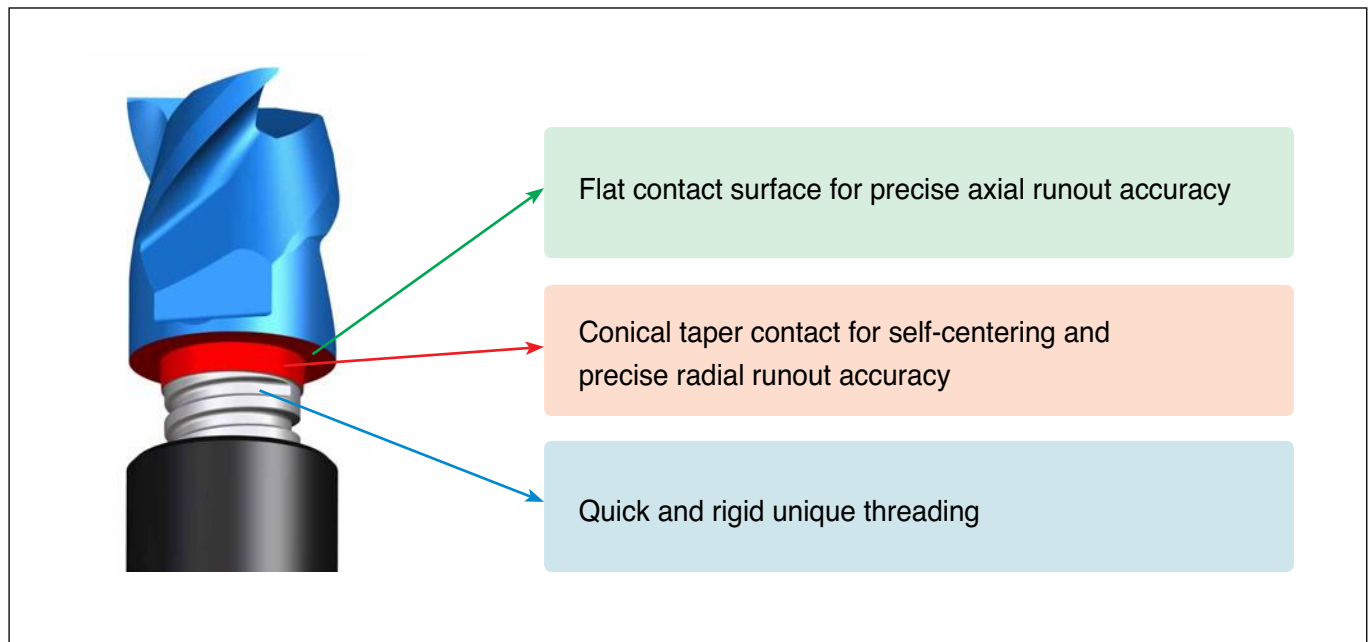 Flat contact surface for precise axial runout accuracy
Conical taper contact for self-centering and
precise radial runout accuracy
Quick and rigid unique threading